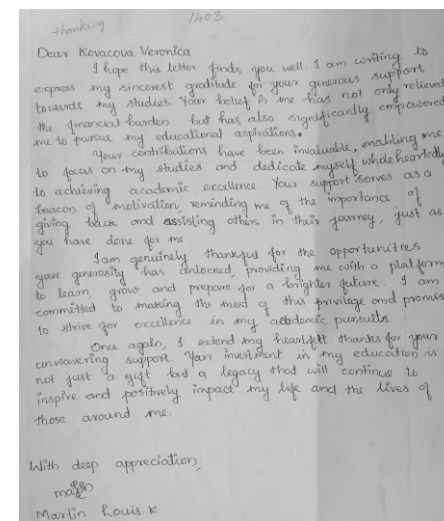 thanking
1403
Dear Kovacova Veronica
I hope this letter finds you well. I am writing to
express my sincerest gratitude for your generous support
towards my studies. Your belief in me has not only relieved
the financial burden but has also significantly empowered
me to pursue my educational aspirations.
Your contributions have been invaluable, enabling me
to focus on my studies and dedicate myself wholeheartedly
to achieving academic excellence. Your support serves as a
beacon of motivation, reminding me of the importance of
giving back and assisting others in their journey, just as
you have done for me.
I am genuinely thankful for the opportunities
your generosity has unlocked, providing me with a platform
to learn, grow and prepare for a brighter future. I am
committed to making the most of this privilege and promise
to strive for excellence in my academic pursuits.
Once again, I extend my heartfelt thanks for your
unwavering support. Your investment in my education is
not just a gift but a legacy that will continue to
inspire and positively impact my life and the lives of
those around me.
With deep appreciation,
Martin Louis. K